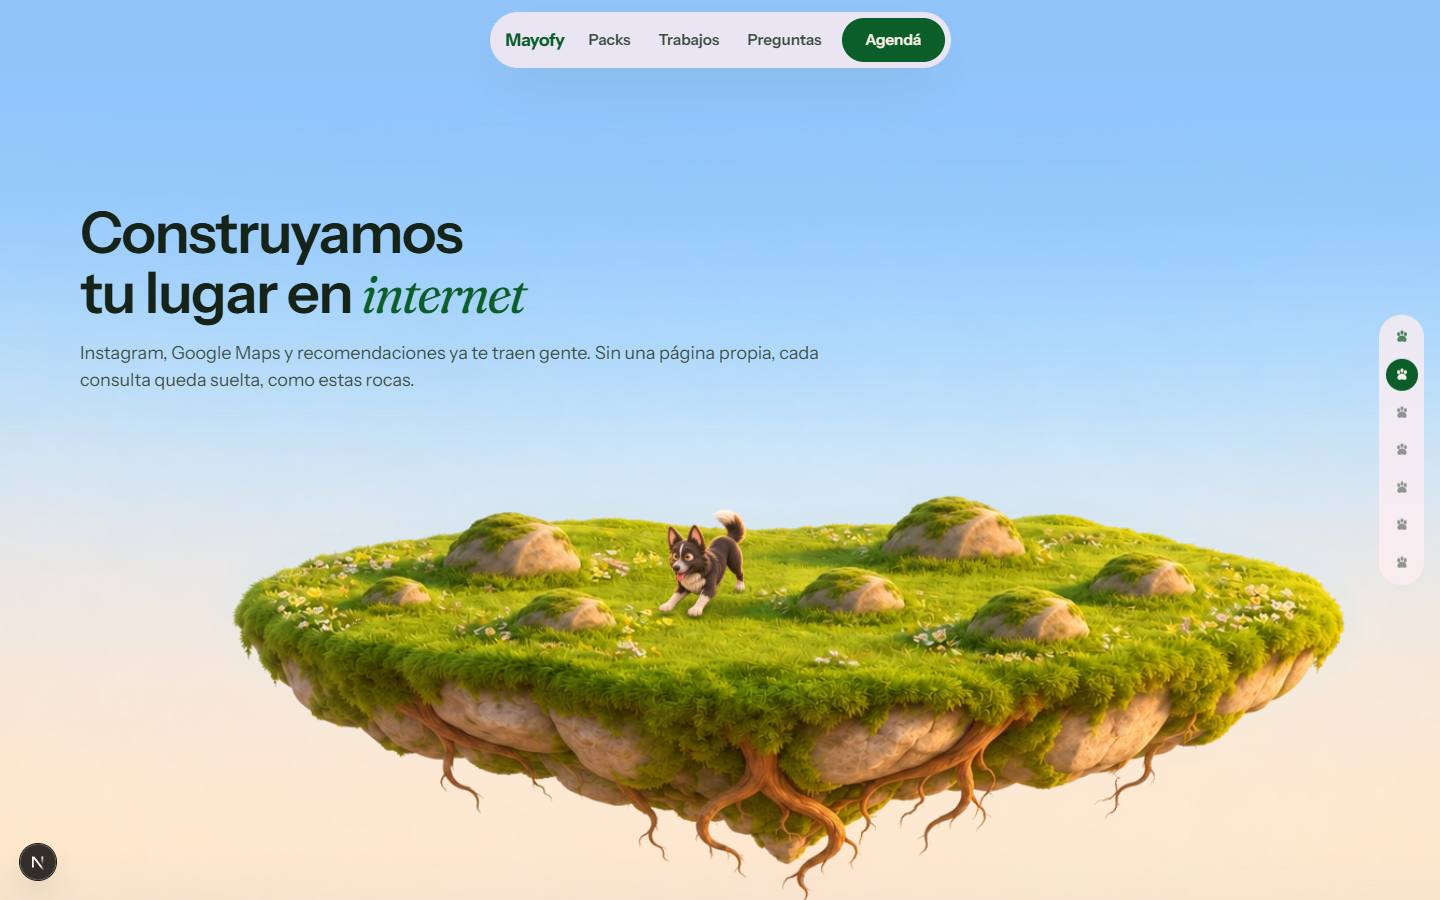 Mayofy Packs Trabajos Preguntas Agendá
Construyamos
tu lugar en internet
Instagram, Google Maps y recomendaciones ya te traen gente. Sin una página propia, cada
consulta queda suelta, como estas rocas.
N